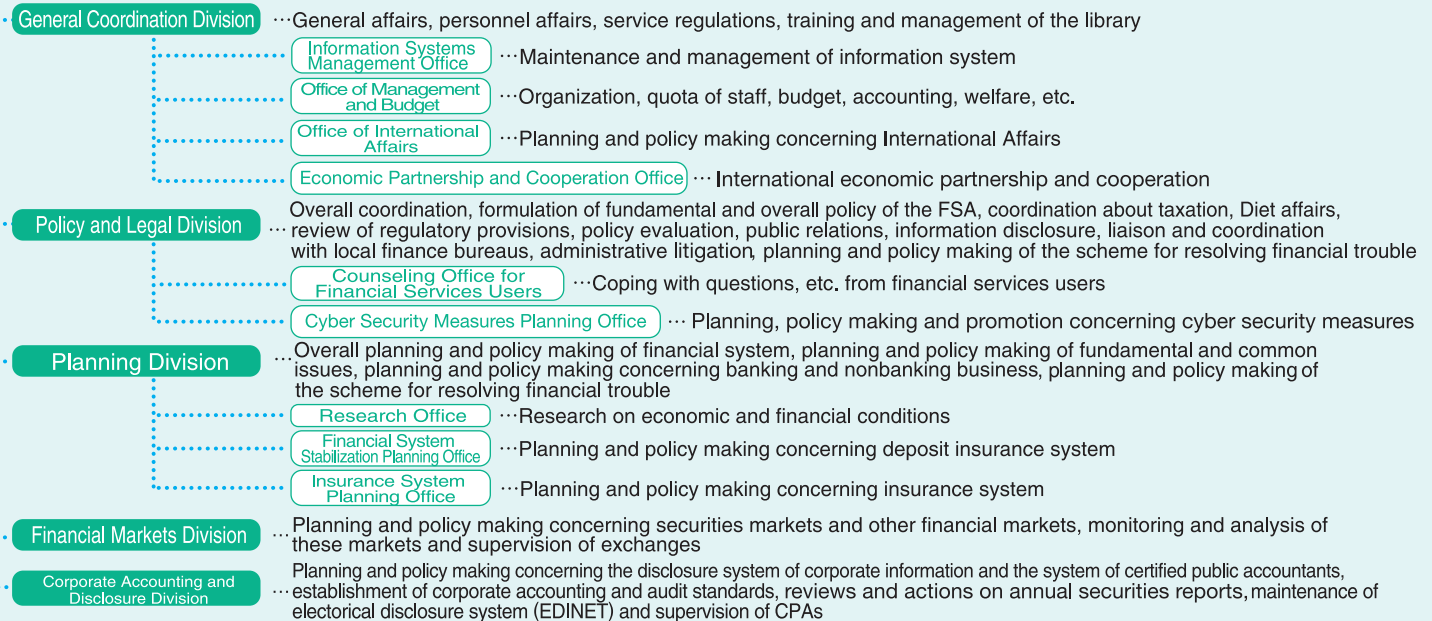 General Coordination Division ⋯General affairs, personnel affairs, service regulations, training and management of the library
Information Systems
Management Office
⋯Maintenance and management of information system
Office of Management
and Budget
⋯Organization, quota of staff, budget, accounting, welfare, etc.
Office of International
Affairs
⋯Planning and policy making concerning International Affairs
Economic Partnership and Cooperation Office ⋯ International economic partnership and cooperation
Policy and Legal Division
Overall coordination, formulation of fundamental and overall policy of the FSA, coordination about taxation, Diet affairs,
⋯ review of regulatory provisions, policy evaluation, public relations, information disclosure, liaison and coordination
with local finance bureaus, administrative litigation, planning and policy making of the scheme for resolving financial trouble
Counseling Office for
Financial Services Users
⋯Coping with questions, etc. from financial services users
Cyber Security Measures Planning Office ⋯ Planning, policy making and promotion concerning cyber security measures
Planning Division
⋯Overall planning and policy making of financial system, planning and policy making of fundamental and common
issues, planning and policy making concerning banking and nonbanking business, planning and policy making of
the scheme for resolving financial trouble
Research Office ⋯Research on economic and financial conditions
Financial System
Stabilization Planning Office
⋯Planning and policy making concerning deposit insurance system
Insurance System
Planning Office
⋯Planning and policy making concerning insurance system
Financial Markets Division
⋯Planning and policy making concerning securities markets and other financial markets, monitoring and analysis of
these markets and supervision of exchanges
Corporate Accounting and
Disclosure Division
Planning and policy making concerning the disclosure system of corporate information and the system of certified public accountants,
⋯establishment of corporate accounting and audit standards, reviews and actions on annual securities reports, maintenance of
electorical disclosure system (EDINET) and supervision of CPAs